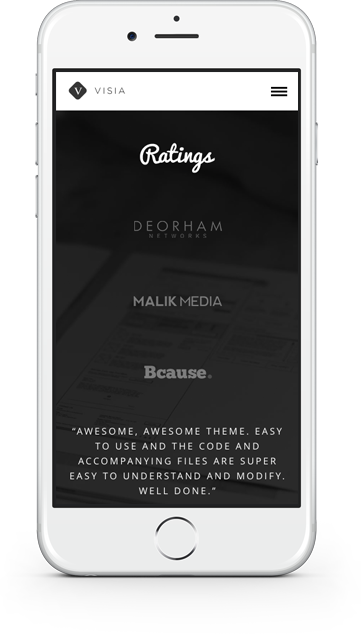 V VISIA
Ratings
DEORHAM
NETWORKS
MALIK MEDIA
Bcause.
“AWESOME, AWESOME THEME. EASY
TO USE AND THE CODE AND
ACCOMPANYING FILES ARE SUPER
EASY TO UNDERSTAND AND MODIFY.
WELL DONE.”